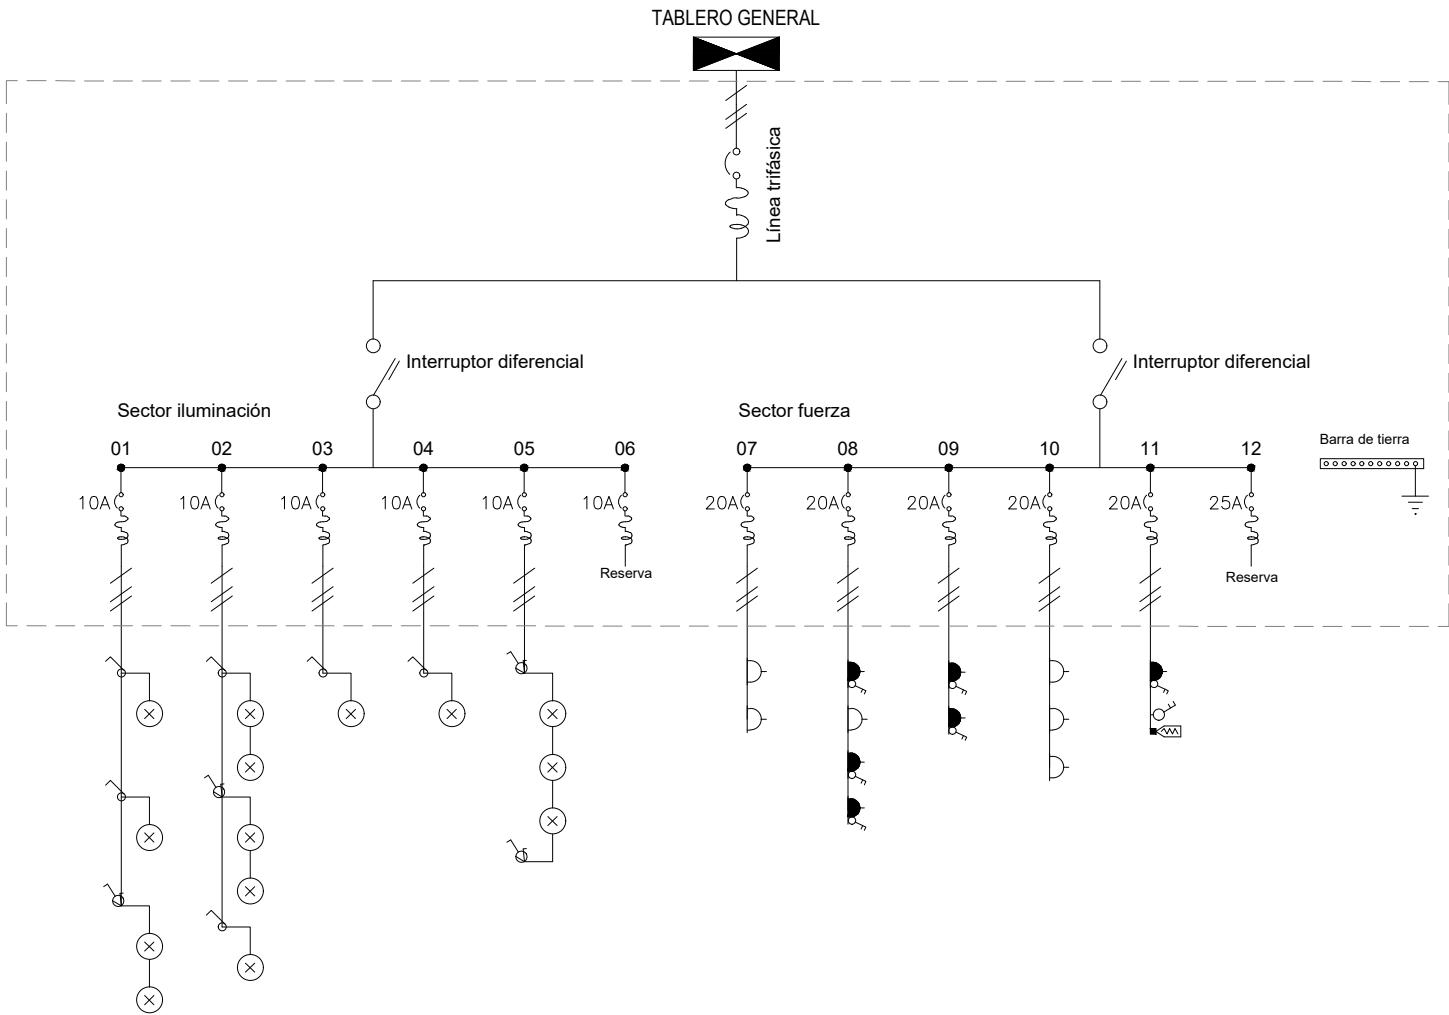 TABLERO GENERAL
Línea trifásica
Interruptor diferencial
Interruptor diferencial
Sector iluminación
Sector fuerza
01 02 03 04 05 06 07 08 09 10 11 12
Barra de tierra
10A 10A 10A 10A 10A 10A 20A 20A 20A 20A 20A 25A
Reserva
Reserva